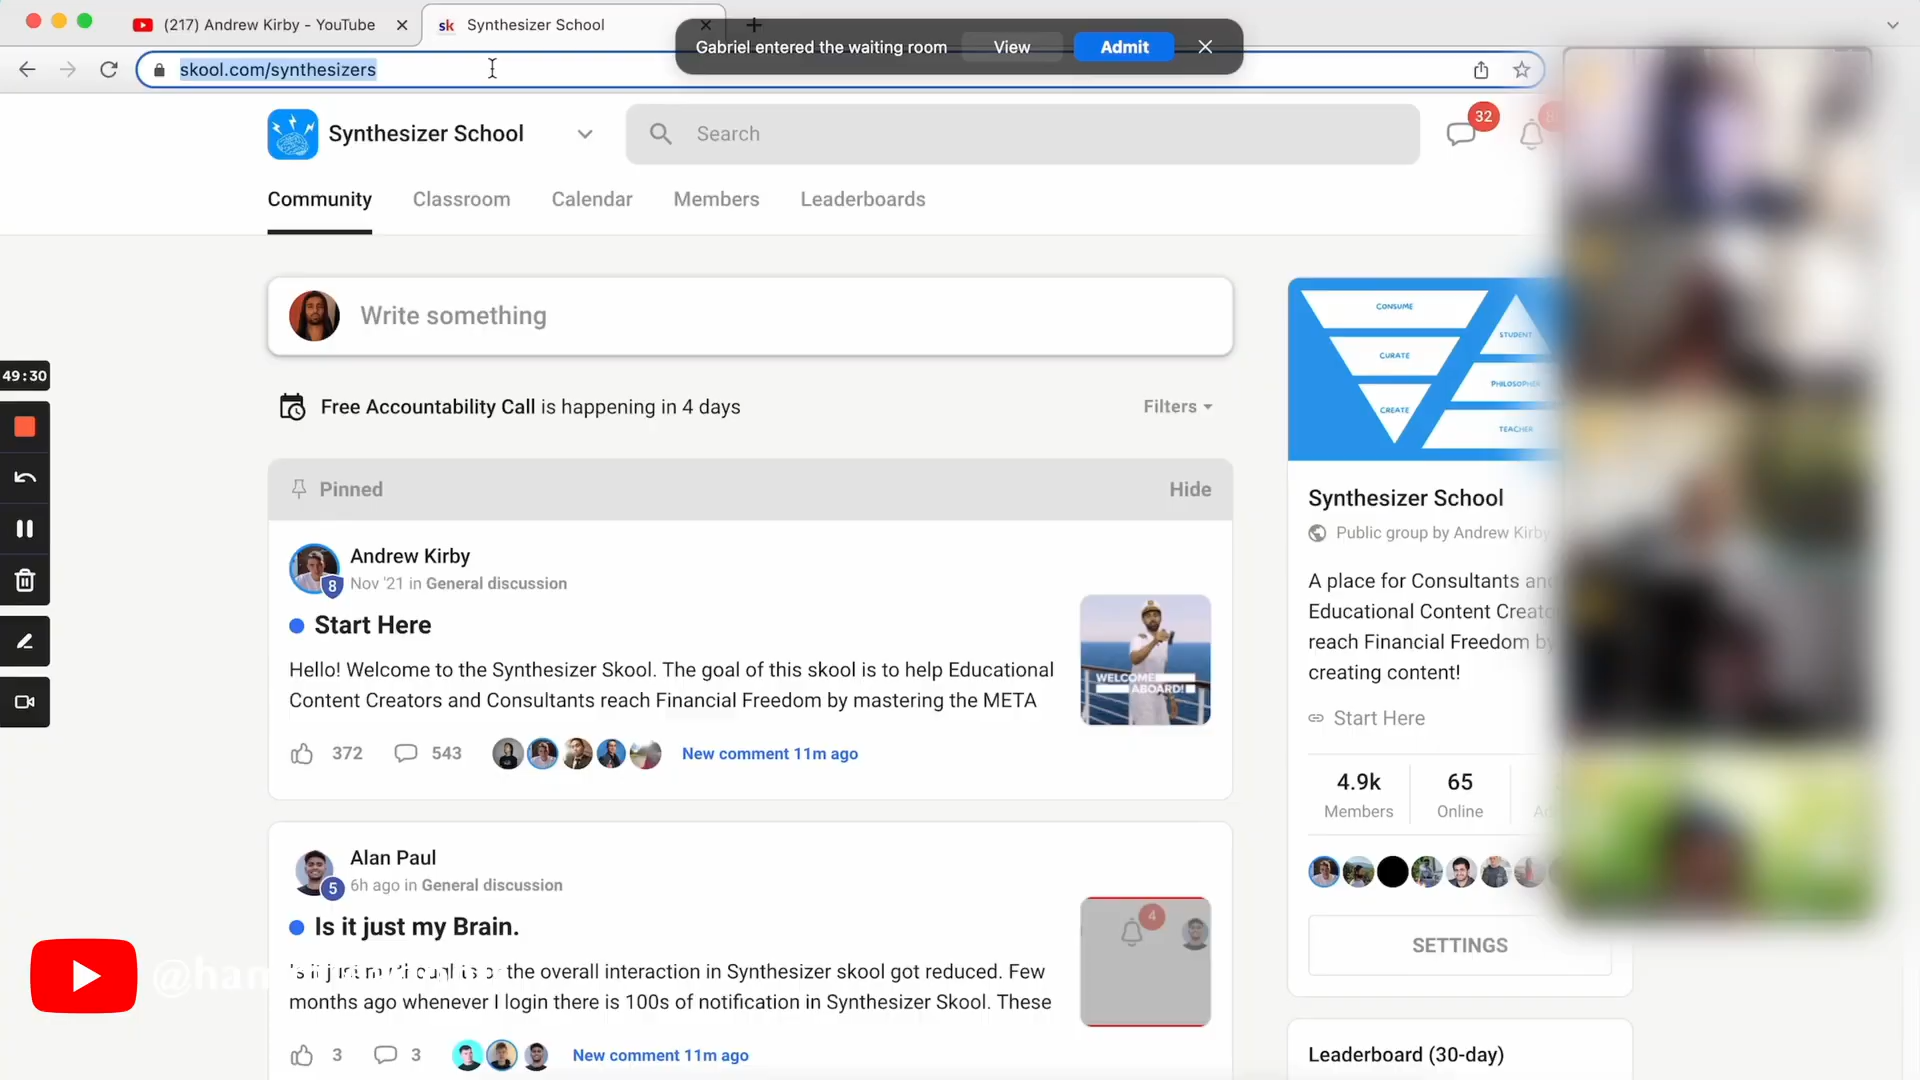 (217) Andrew Kirby - YouTube
sk Synthesizer School
Gabriel entered the waiting room View Admit
skool.com/synthesizers
Synthesizer School
Search
32
Community Classroom Calendar Members Leaderboards
Write something
49:30
Free Accountability Call is happening in 4 days
Filters
Pinned
Hide
Andrew Kirby
8
Nov '21 in General discussion
Start Here
Hello! Welcome to the Synthesizer Skool. The goal of this skool is to help Educational
Content Creators and Consultants reach Financial Freedom by mastering the META
WELCOME
ABOARD!
372 543 New comment 11m ago
Alan Paul
5
6h ago in General discussion
Is it just my Brain.
the overall interaction in Synthesizer skool got reduced. Few
months ago whenever I login there is 100s of notification in Synthesizer Skool. These
4
3 3 New comment 11m ago
CONSUME
CURATE
CREATE
STUDENT
PHILOSOPHER
TEACHER
Synthesizer School
Public group by Andrew Kirby
A place for Consultants and
Educational Content
reach Financial Freedom by
creating content!
Start Here
4.9k
Members
65
Online
SETTINGS
Leaderboard (30-day)